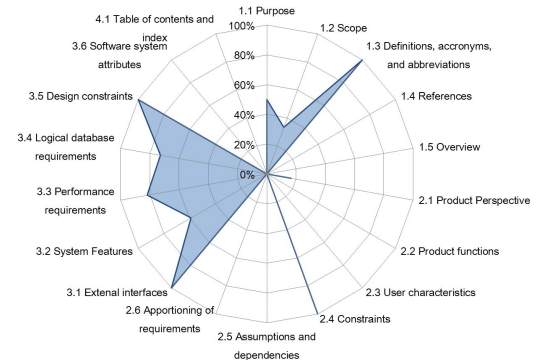 1.1 Purpose
1.2 Scope
1.3 Definitions, accronyms,
and abbreviations
1.4 References
1.5 Overview
2.1 Product Perspective
2.2 Product functions
2.3 User characteristics
2.4 Constraints
2.5 Assumptions and
dependencies
2.6 Apportioning of
requirements
3.1 Extenal interfaces
3.2 System Features
3.3 Performance
requirements
3.4 Logical database
requirements
3.5 Design constraints
3.6 Software system
attributes
4.1 Table of contents and
index
100%
80%
60%
40%
20%
0%